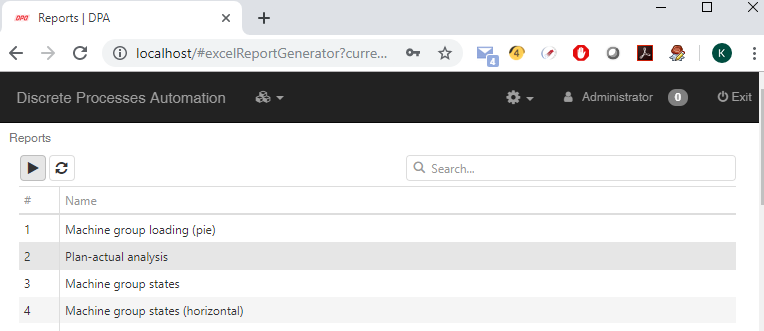 DPA Reports | DPA
localhost/#excelReportGenerator?curre...
4
4
K
Discrete Processes Automation
Administrator 0 Exit
Reports
Search...
# Name
1 Machine group loading (pie)
2 Plan-actual analysis
3 Machine group states
4 Machine group states (horizontal)